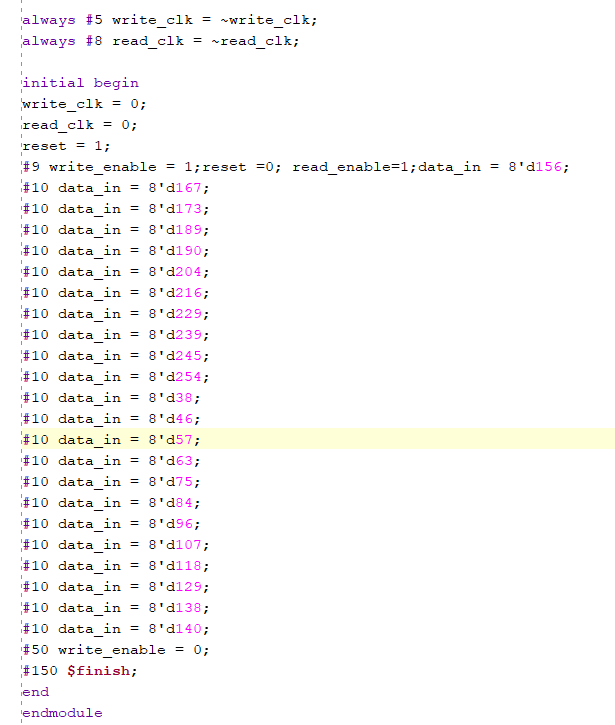 always #5 write_clk = ~write_clk;
always #8 read_clk = ~read_clk;
initial begin
write_clk = 0;
read_clk = 0;
reset = 1;
#9 write_enable = 1;reset =0; read_enable=1;data_in = 8'd156;
#10 data_in = 8'd167;
#10 data_in = 8'd173;
#10 data_in = 8'd189;
#10 data_in = 8'd190;
#10 data_in = 8'd204;
#10 data_in = 8'd216;
#10 data_in = 8'd229;
#10 data_in = 8'd239;
#10 data_in = 8'd245;
#10 data_in = 8'd254;
#10 data_in = 8'd38;
#10 data_in = 8'd46;
#10 data_in = 8'd57;
#10 data_in = 8'd63;
#10 data_in = 8'd75;
#10 data_in = 8'd84;
#10 data_in = 8'd96;
#10 data_in = 8'd107;
#10 data_in = 8'd118;
#10 data_in = 8'd129;
#10 data_in = 8'd138;
#10 data_in = 8'd140;
#50 write_enable = 0;
#150 $finish;
end
endmodule